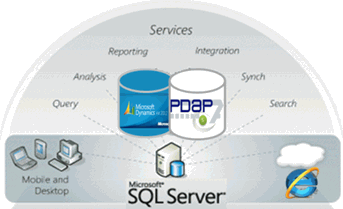 Services
Reporting
Integration
Analysis
Synch
Query
Search
Microsoft
Dynamics
PDAP
Mobile and
Desktop
Microsoft®
SQL Server